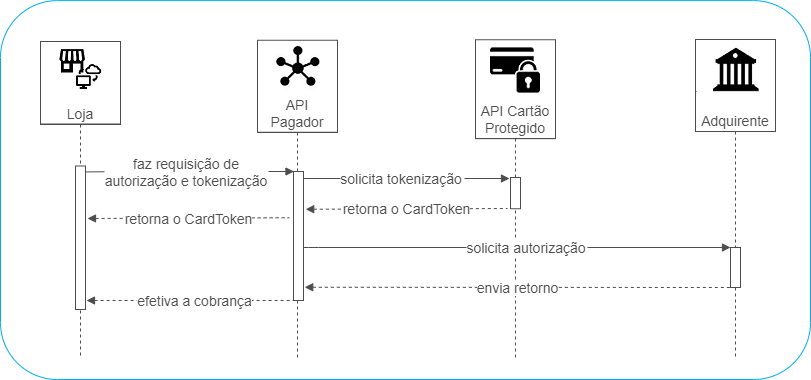 Loja
API
Pagador
API Cartão
Protegido
Adquirente
faz requisição de
autorização e tokenização
solicita tokenização
retorna o CardToken
retorna o CardToken
solicita autorização
envia retorno
efetiva a cobrança